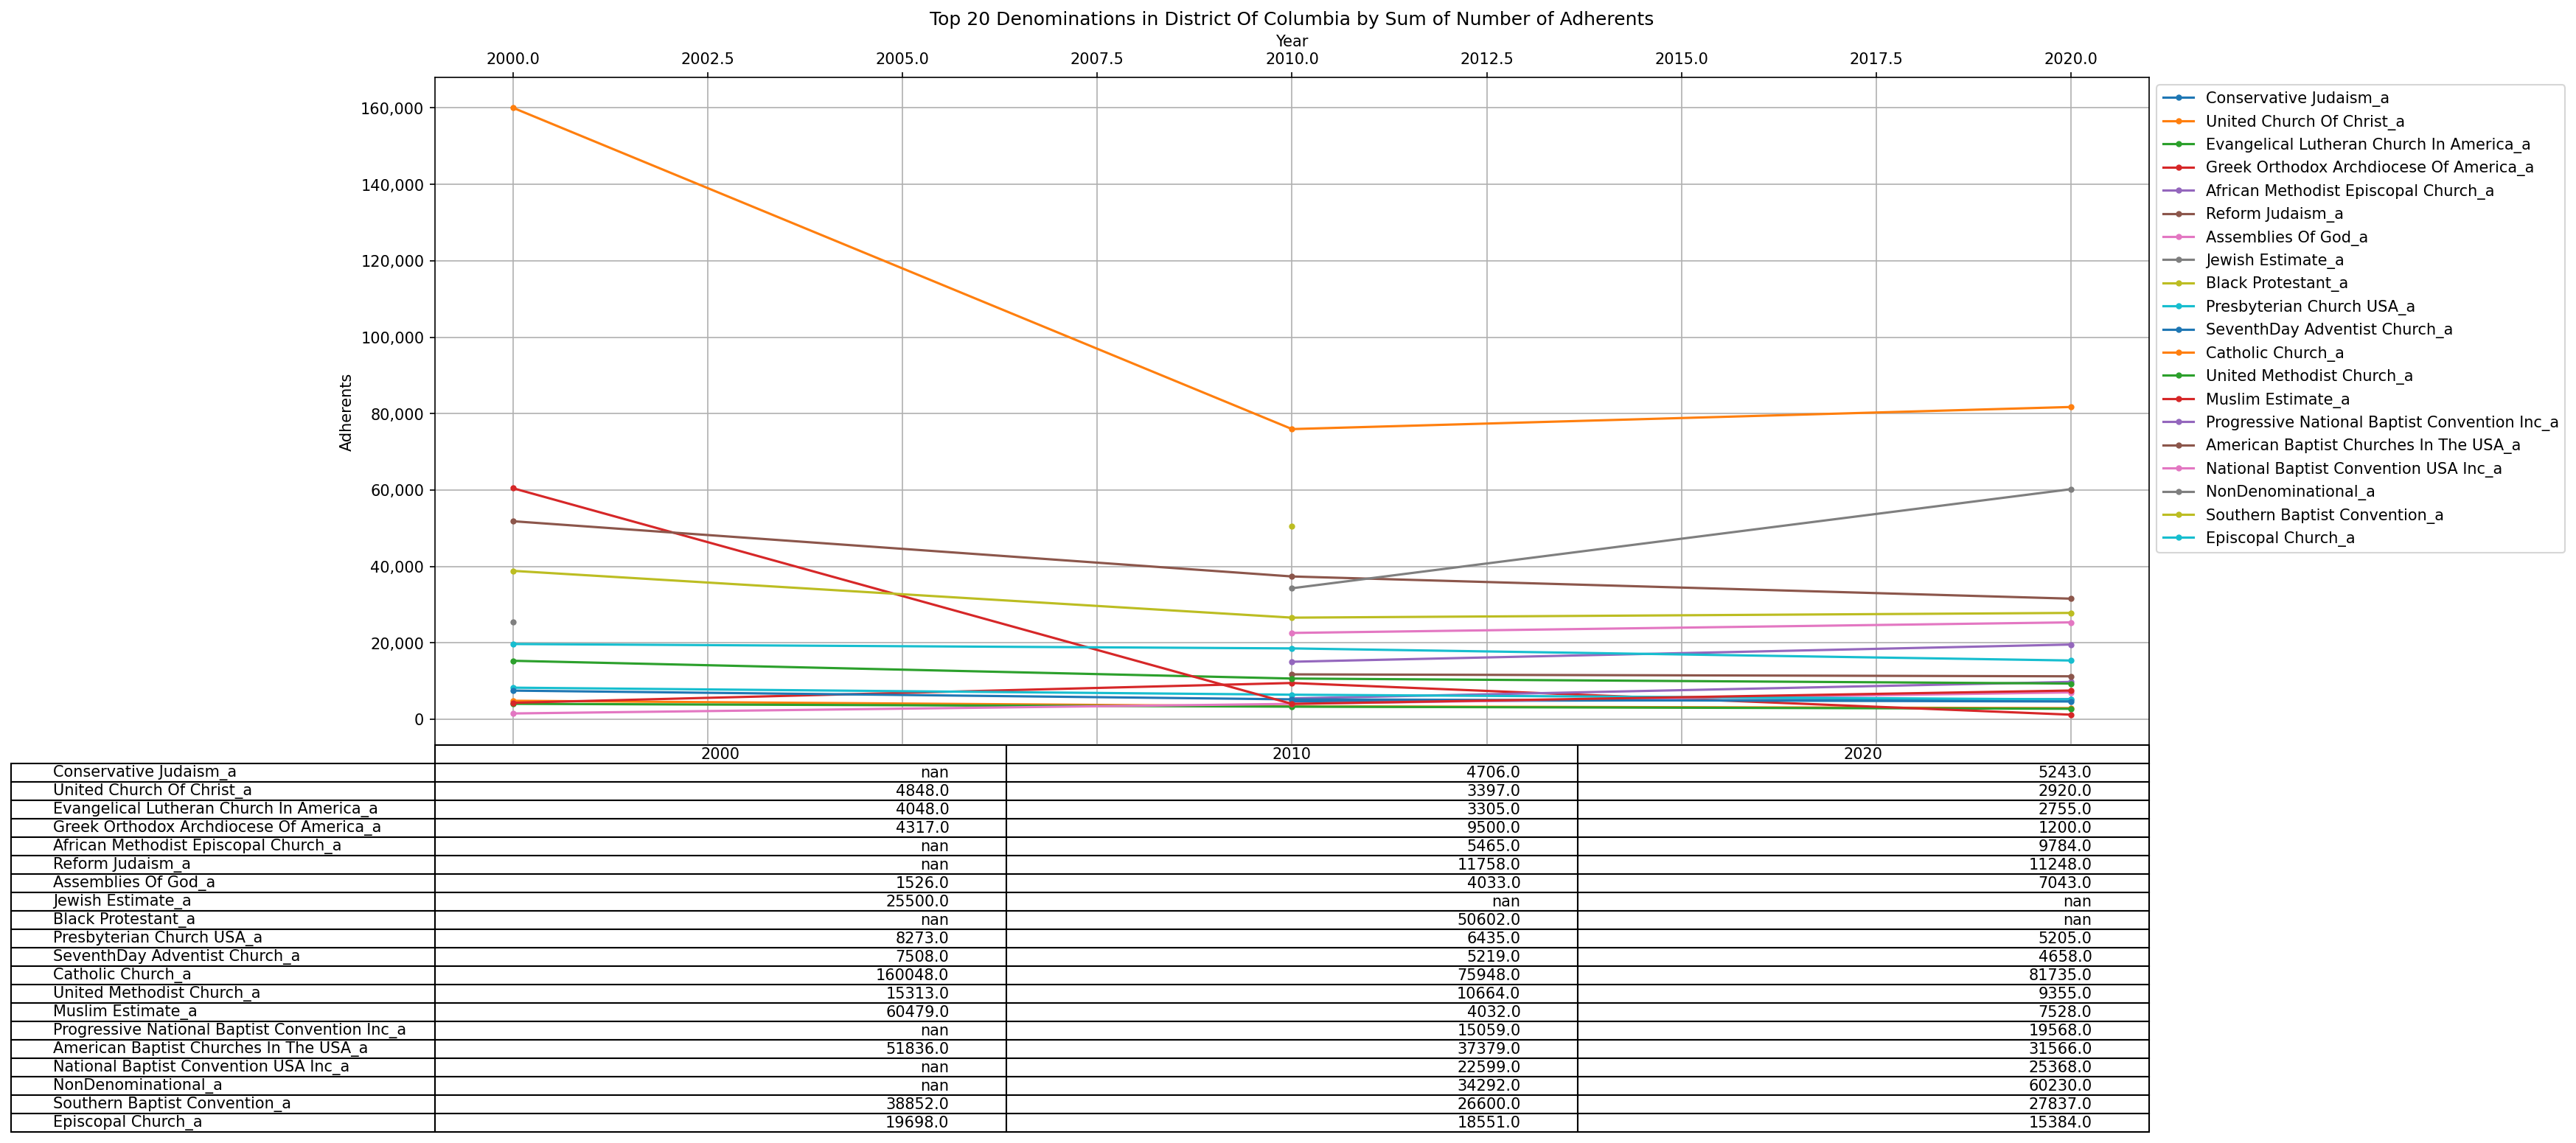 Top 20 Denominations in District Of Columbia by Sum of Number of Adherents
Year
2000.0 2002.5 2005.0 2007.5 2010.0 2012.5 2015.0 2017.5 2020.0
160,000
140,000
120,000
100,000
80,000
60,000
40,000
20,000
0
Adherents
Conservative Judaism_a
United Church Of Christ_a
Evangelical Lutheran Church In America_a
Greek Orthodox Archdiocese Of America_a
African Methodist Episcopal Church_a
Reform Judaism_a
Assemblies Of God_a
Jewish Estimate_a
Black Protestant_a
Presbyterian Church USA_a
SeventhDay Adventist Church_a
Catholic Church_a
United Methodist Church_a
Muslim Estimate_a
Progressive National Baptist Convention Inc_a
American Baptist Churches In The USA_a
National Baptist Convention USA Inc_a
NonDenominational_a
Southern Baptist Convention_a
Episcopal Church_a
2000 2010 2020
Conservative Judaism_a nan 4706.0 5243.0
United Church Of Christ_a 4848.0 3397.0 2920.0
Evangelical Lutheran Church In America_a 4048.0 3305.0 2755.0
Greek Orthodox Archdiocese Of America_a 4317.0 9500.0 1200.0
African Methodist Episcopal Church_a nan 5465.0 9784.0
Reform Judaism_a nan 11758.0 11248.0
Assemblies Of God_a 1526.0 4033.0 7043.0
Jewish Estimate_a 25500.0 nan nan
Black Protestant_a nan 50602.0 nan
Presbyterian Church USA_a 8273.0 6435.0 5205.0
SeventhDay Adventist Church_a 7508.0 5219.0 4658.0
Catholic Church_a 160048.0 75948.0 81735.0
United Methodist Church_a 15313.0 10664.0 9355.0
Muslim Estimate_a 60479.0 4032.0 7528.0
Progressive National Baptist Convention Inc_a nan 15059.0 19568.0
American Baptist Churches In The USA_a 51836.0 37379.0 31566.0
National Baptist Convention USA Inc_a nan 22599.0 25368.0
NonDenominational_a nan 34292.0 60230.0
Southern Baptist Convention_a 38852.0 26600.0 27837.0
Episcopal Church_a 19698.0 18551.0 15384.0